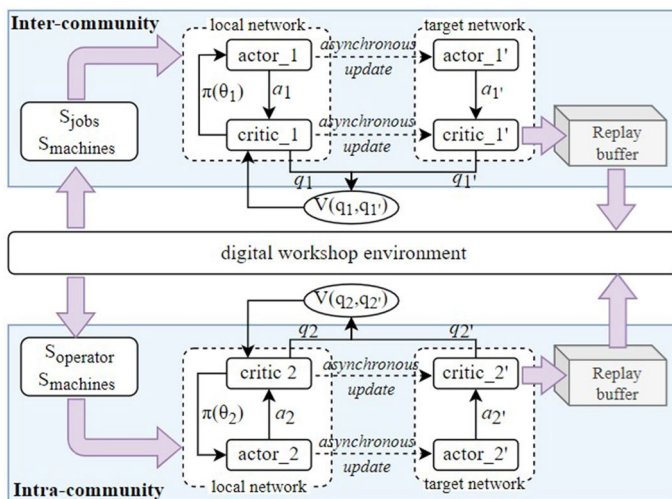 Inter-community
local network
target network
actor_1
asynchronous
update
actor_1'
π(θ1)
a1
a1'
Sjobs
Smachines
critic_1
asynchronous
update
critic_1'
Replay
buffer
q1
q1'
V(q1,q1')
digital workshop environment
V(q2,q2')
q2
q2'
Soperator
Smachines
critic 2
asynchronous
update
critic_2'
Replay
buffer
π(θ2)
a2
a2'
actor_2
asynchronous
update
actor_2'
local network
target network
Intra-community